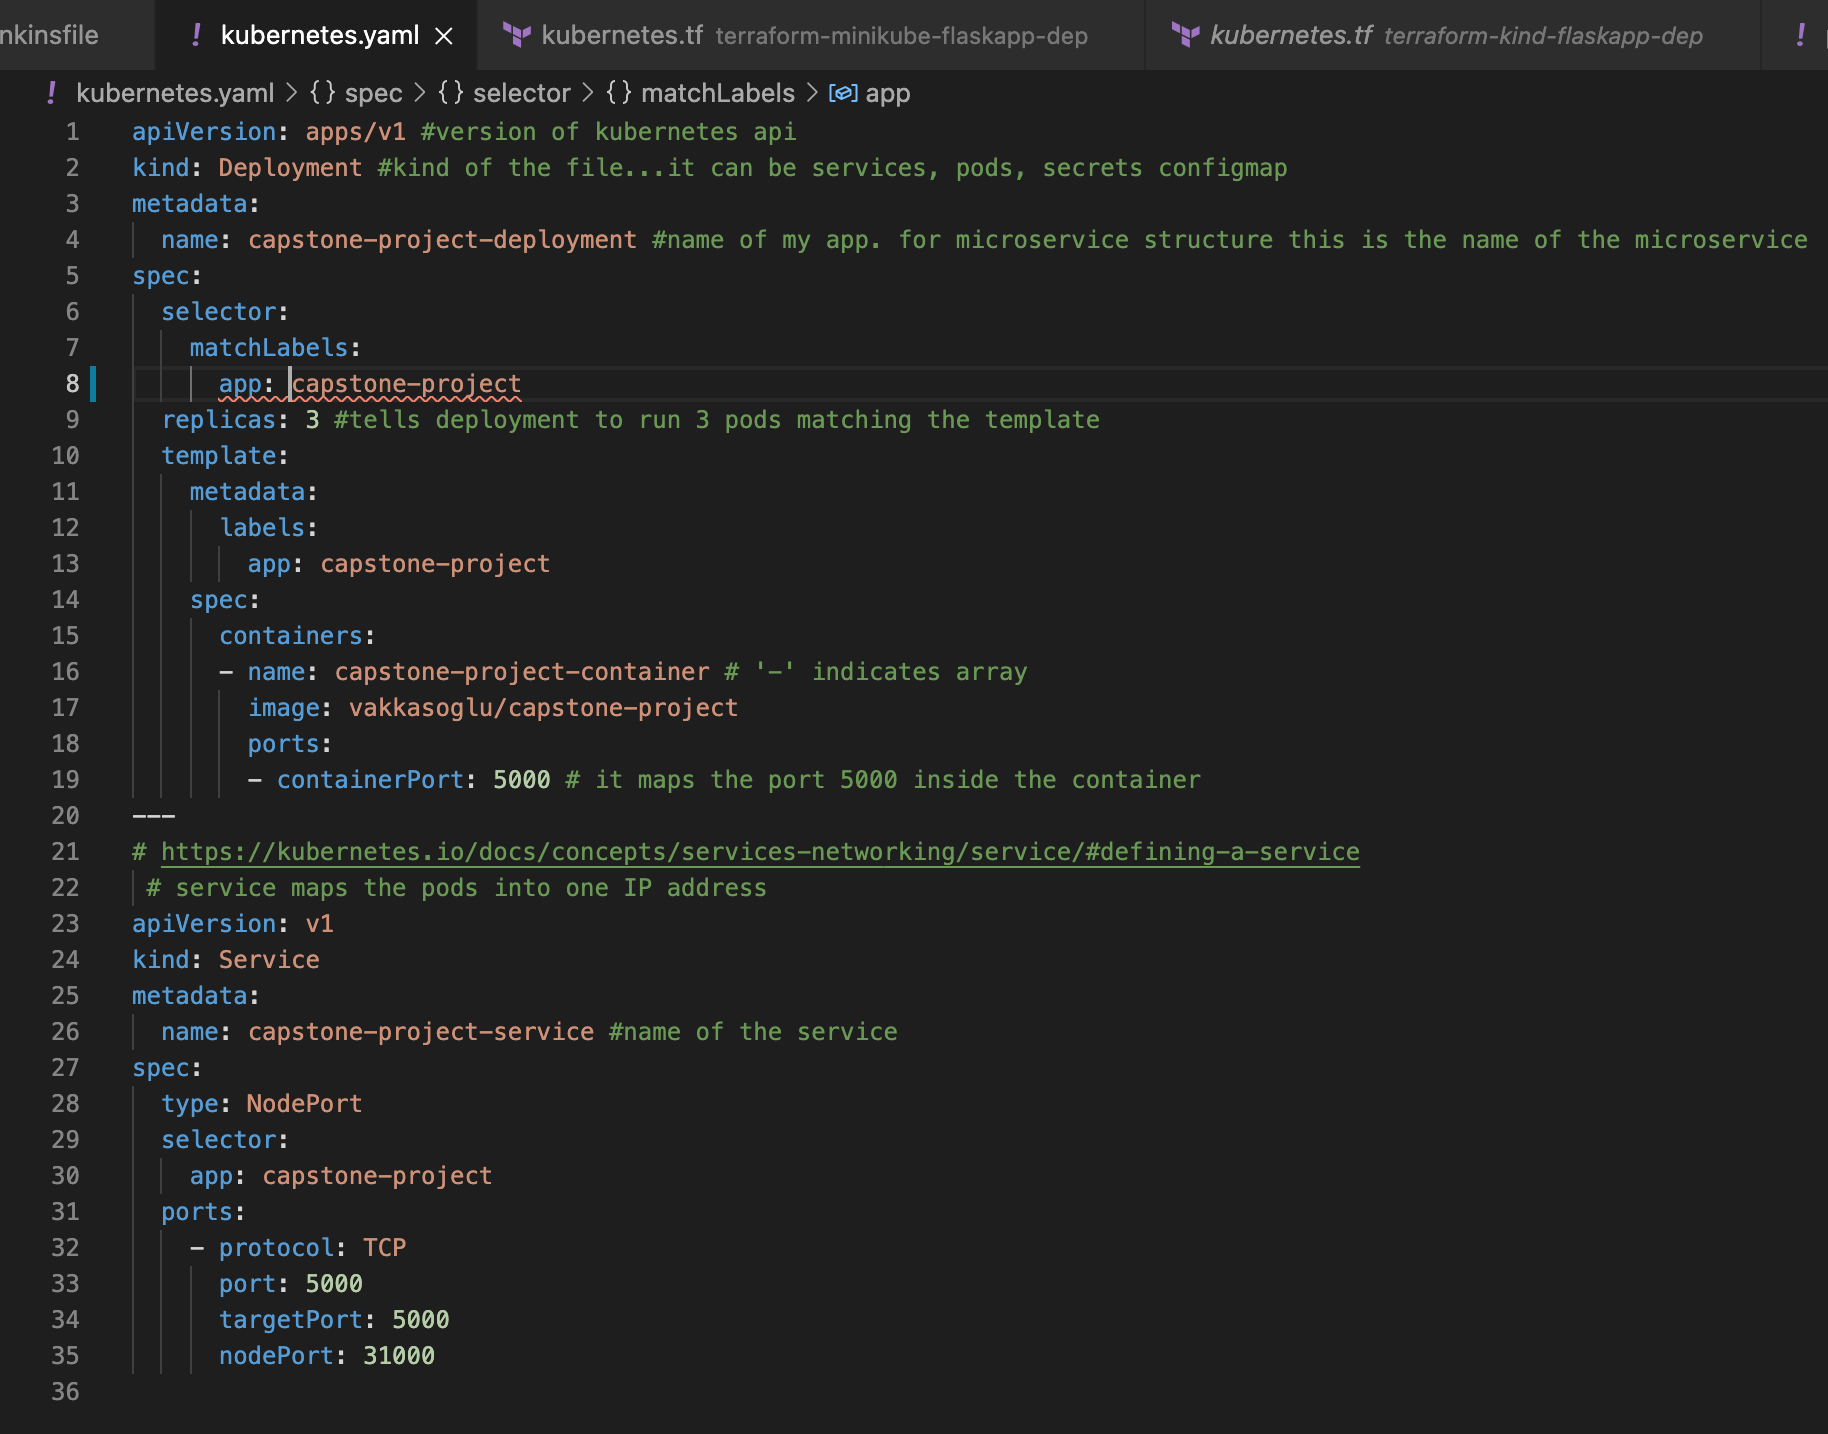 nkinsfile ! kubernetes.yaml × kubernetes.tf terraform-minikube-flaskapp-dep kubernetes.tf terraform-kind-flaskapp-dep !
! kubernetes.yaml > {} spec > {} selector > {} matchLabels > app
1 apiVersion: apps/v1 #version of kubernetes api
2 kind: Deployment #kind of the file...it can be services, pods, secrets configmap
3 metadata:
4 name: capstone-project-deployment #name of my app. for microservice structure this is the name of the microservice
5 spec:
6 selector:
7 matchLabels:
8 app: capstone-project
9 replicas: 3 #tells deployment to run 3 pods matching the template
10 template:
11 metadata:
12 labels:
13 app: capstone-project
14 spec:
15 containers:
16 - name: capstone-project-container # '-' indicates array
17 image: vakkasoglu/capstone-project
18 ports:
19 - containerPort: 5000 # it maps the port 5000 inside the container
20 ---
21 # https://kubernetes.io/docs/concepts/services-networking/service/#defining-a-service
22 # service maps the pods into one IP address
23 apiVersion: v1
24 kind: Service
25 metadata:
26 name: capstone-project-service #name of the service
27 spec:
28 type: NodePort
29 selector:
30 app: capstone-project
31 ports:
32 - protocol: TCP
33 port: 5000
34 targetPort: 5000
35 nodePort: 31000
36